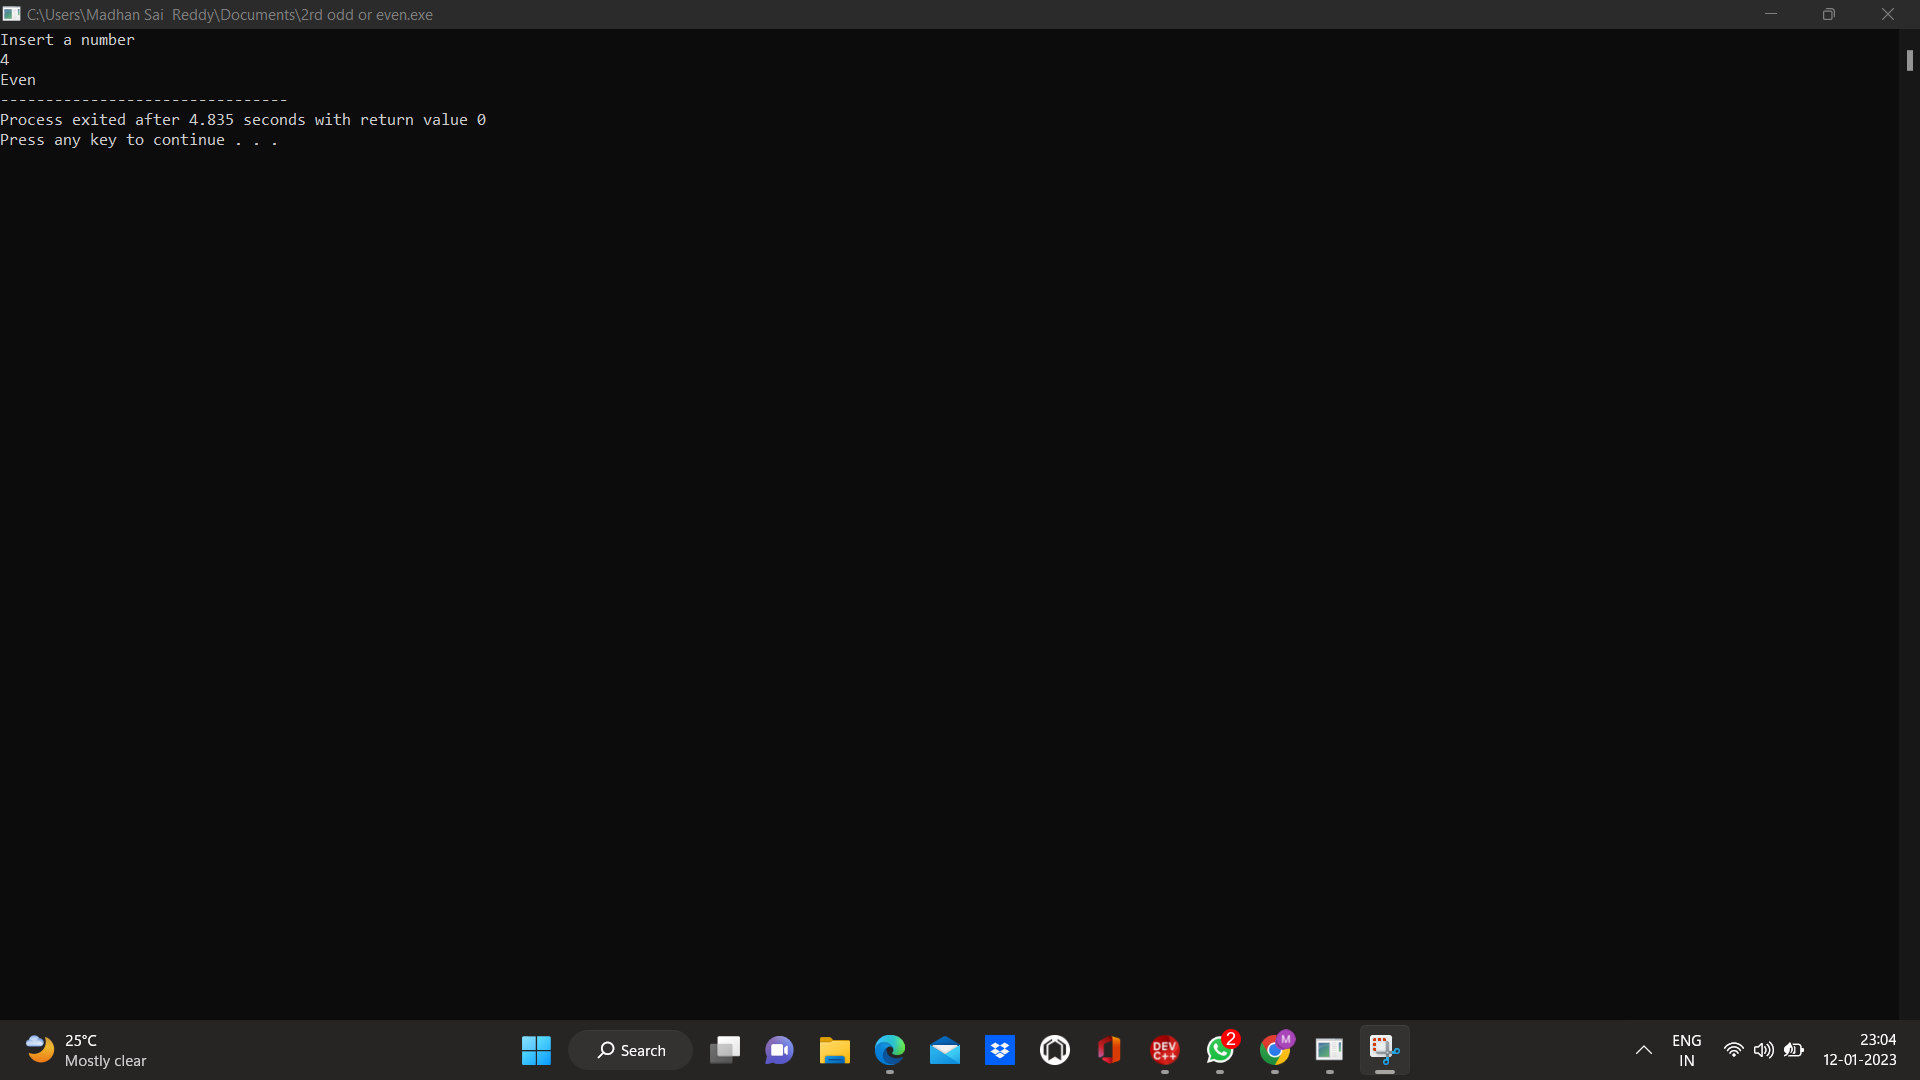 C:\Users\Madhan Sai  Reddy\Documents\2rd odd or even.exe
Insert a number
4
Even
--------------------------------
Process exited after 4.835 seconds with return value 0
Press any key to continue . . .
25°C
Mostly clear
Search
DEV
C++
2
M
ENG
IN
23:04
12-01-2023